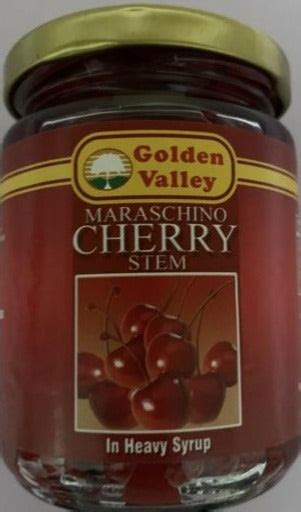 Golden
Valley
MARASCHINO
CHERRY
STEM
In Heavy Syrup